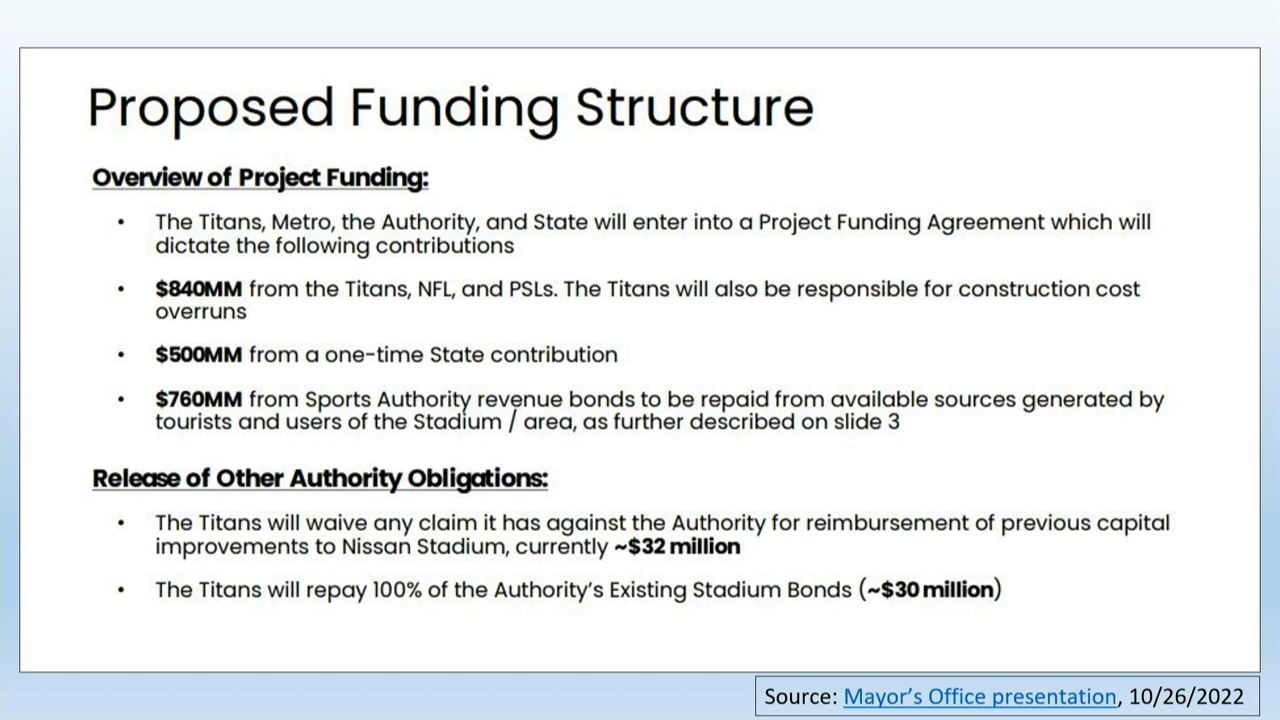 Proposed Funding Structure
Overview of Project Funding:
• The Titans, Metro, the Authority, and State will enter into a Project Funding Agreement which will
dictate the following contributions
• $840MM from the Titans, NFL, and PSLs. The Titans will also be responsible for construction cost
overruns
• $500MM from a one-time State contribution
• $760MM from Sports Authority revenue bonds to be repaid from available sources generated by
tourists and users of the Stadium / area, as further described on slide 3
Release of Other Authority Obligations:
• The Titans will waive any claim it has against the Authority for reimbursement of previous capital
improvements to Nissan Stadium, currently ~$32 million
• The Titans will repay 100% of the Authority's Existing Stadium Bonds (~$30 million)
Source: Mayor's Office presentation, 10/26/2022